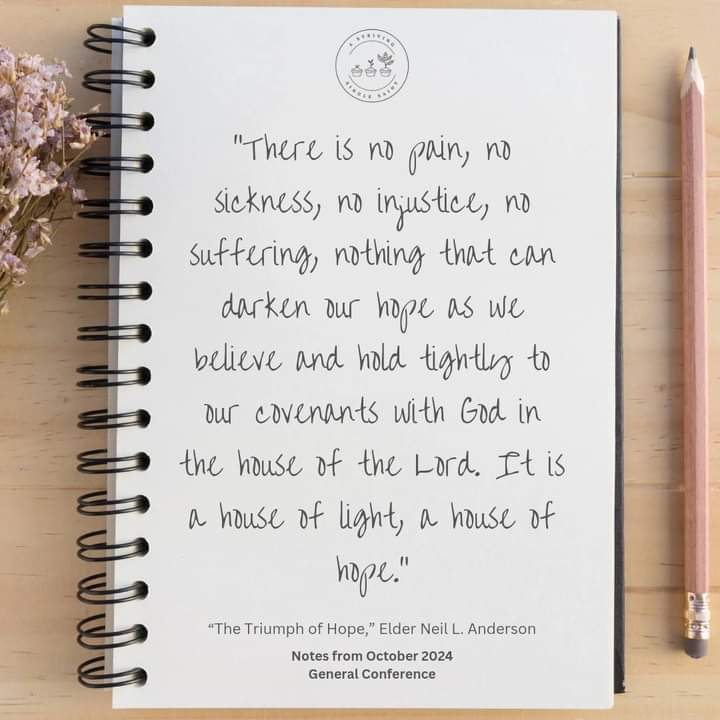 A STRIVING
SINGLE SAINT
"There is no pain, no
sickness, no injustice, no
suffering, nothing that can
darken our hope as we
believe and hold tightly to
our covenants with God in
the house of the Lord. It is
a house of light, a house of
hope."
“The Triumph of Hope,” Elder Neil L. Anderson
Notes from October 2024
General Conference